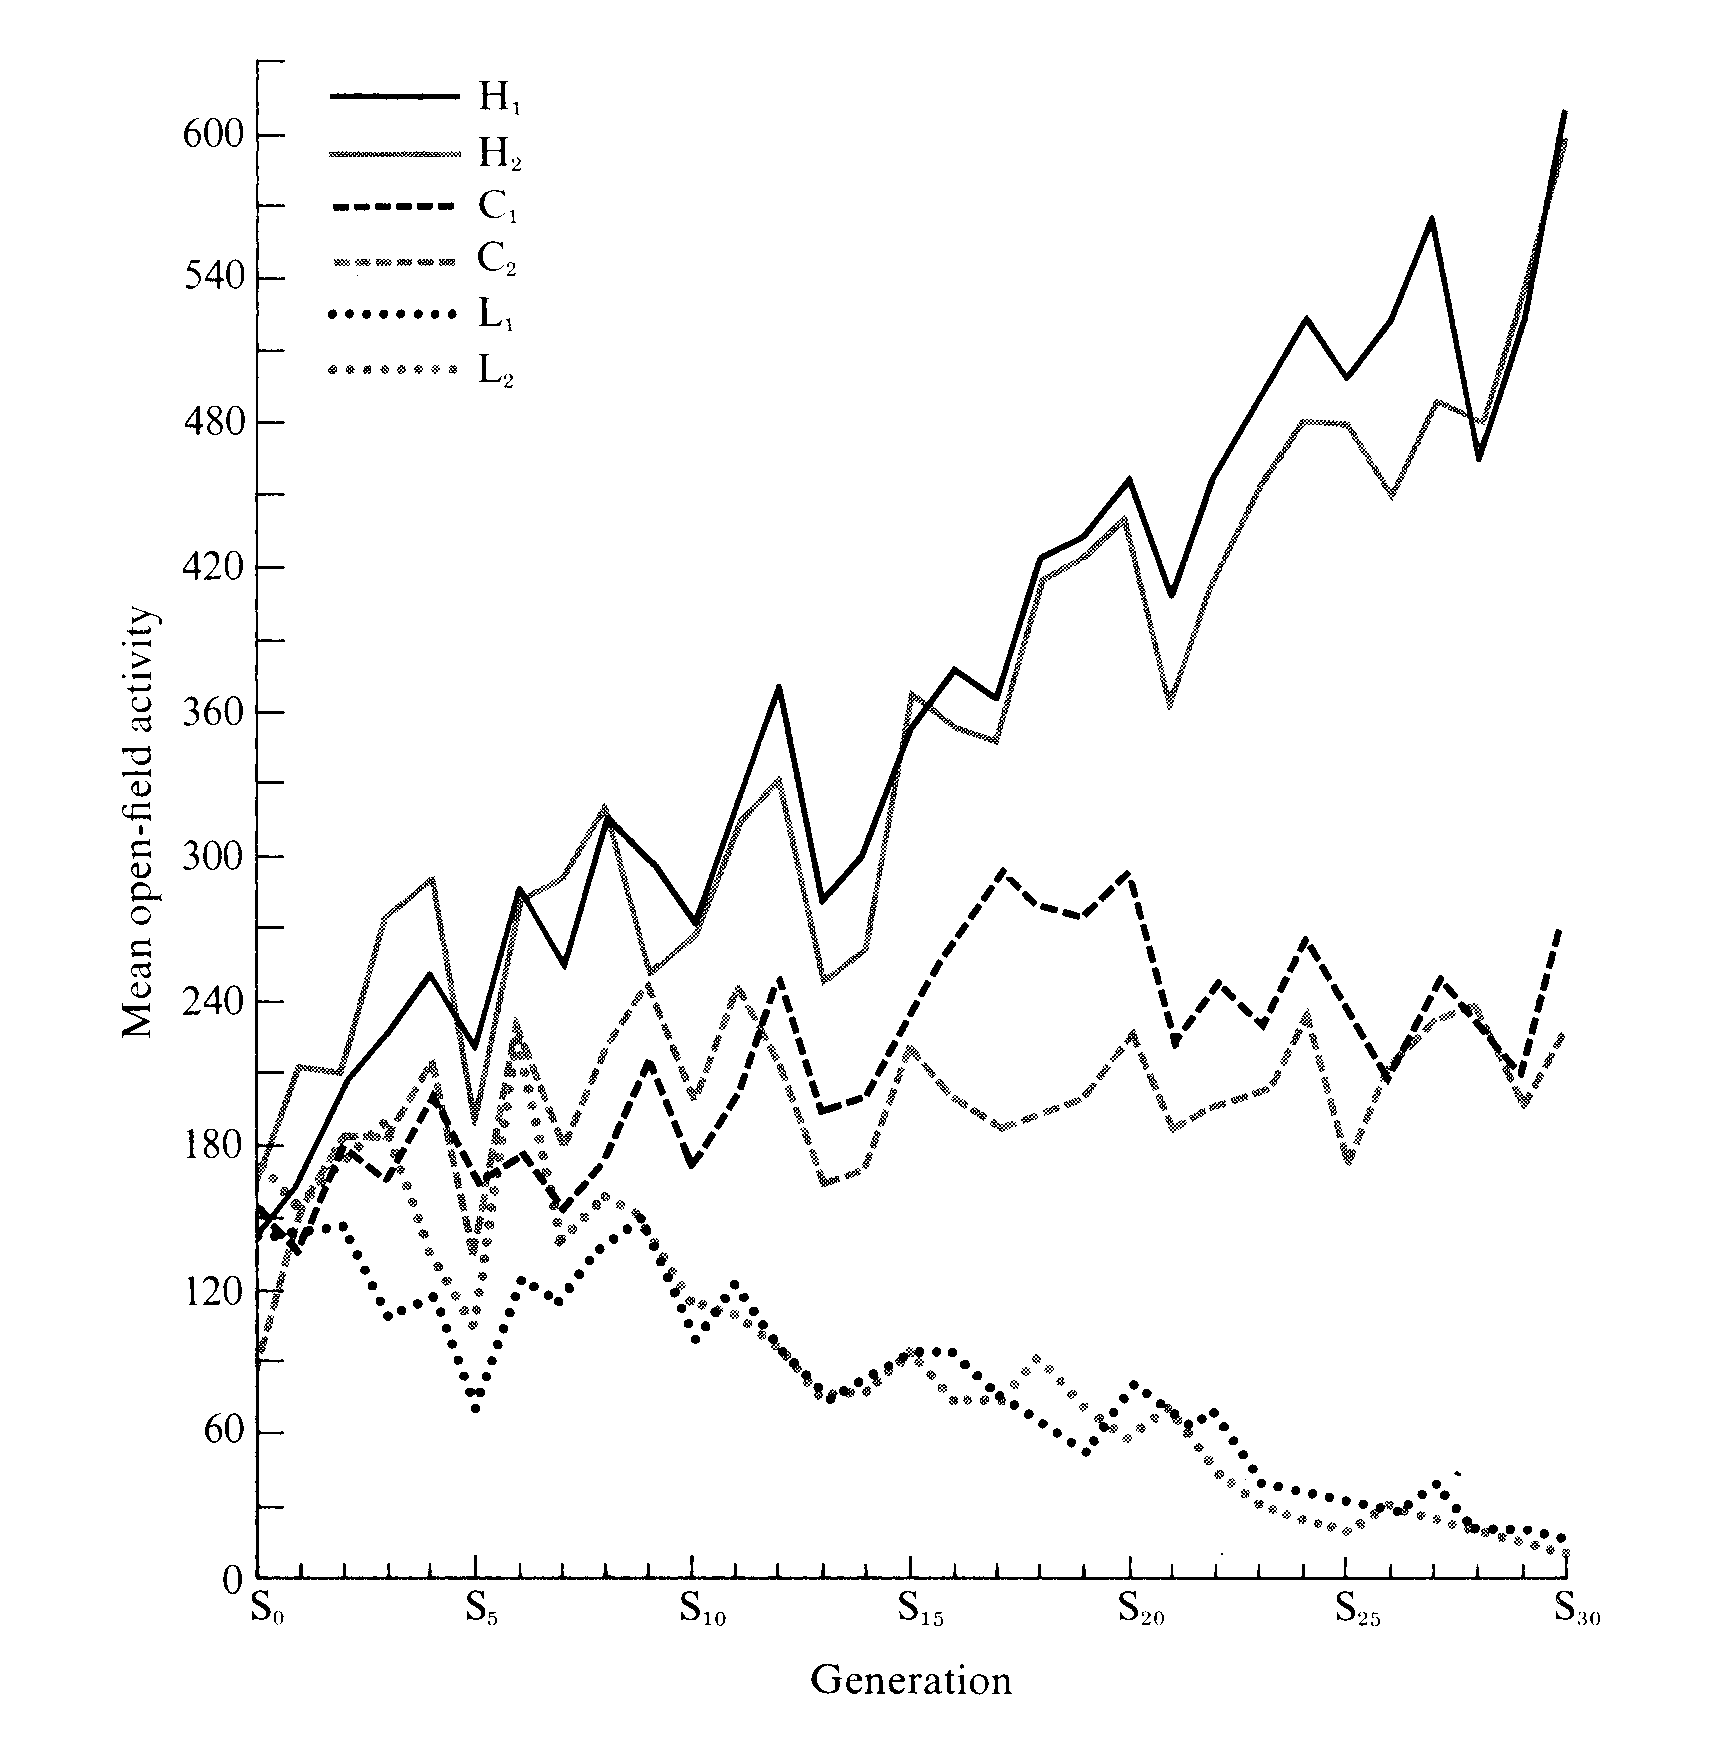 H₁
H₂
C₁
C₂
L₁
L₂
600
540
480
420
360
300
240
180
120
60
0
Mean open-field activity
S₀ S₅ S₁₀ S₁₅ S₂₀ S₂₅ S₃₀
Generation